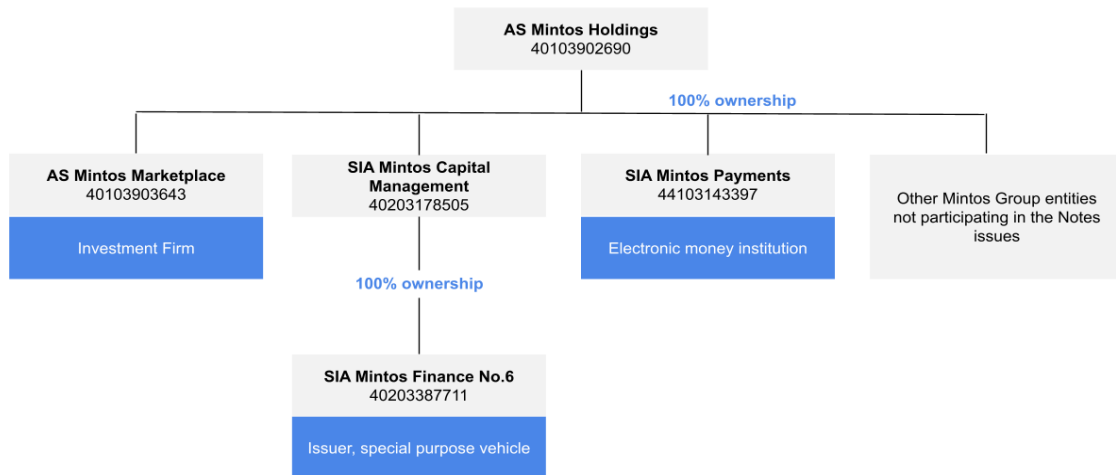 AS Mintos Holdings
40103902690
100% ownership
AS Mintos Marketplace
40103903643
Investment Firm
SIA Mintos Capital
Management
40203178505
SIA Mintos Payments
44103143397
Electronic money institution
Other Mintos Group entities
not participating in the Notes
issues
100% ownership
SIA Mintos Finance No.6
40203387711
Issuer, special purpose vehicle